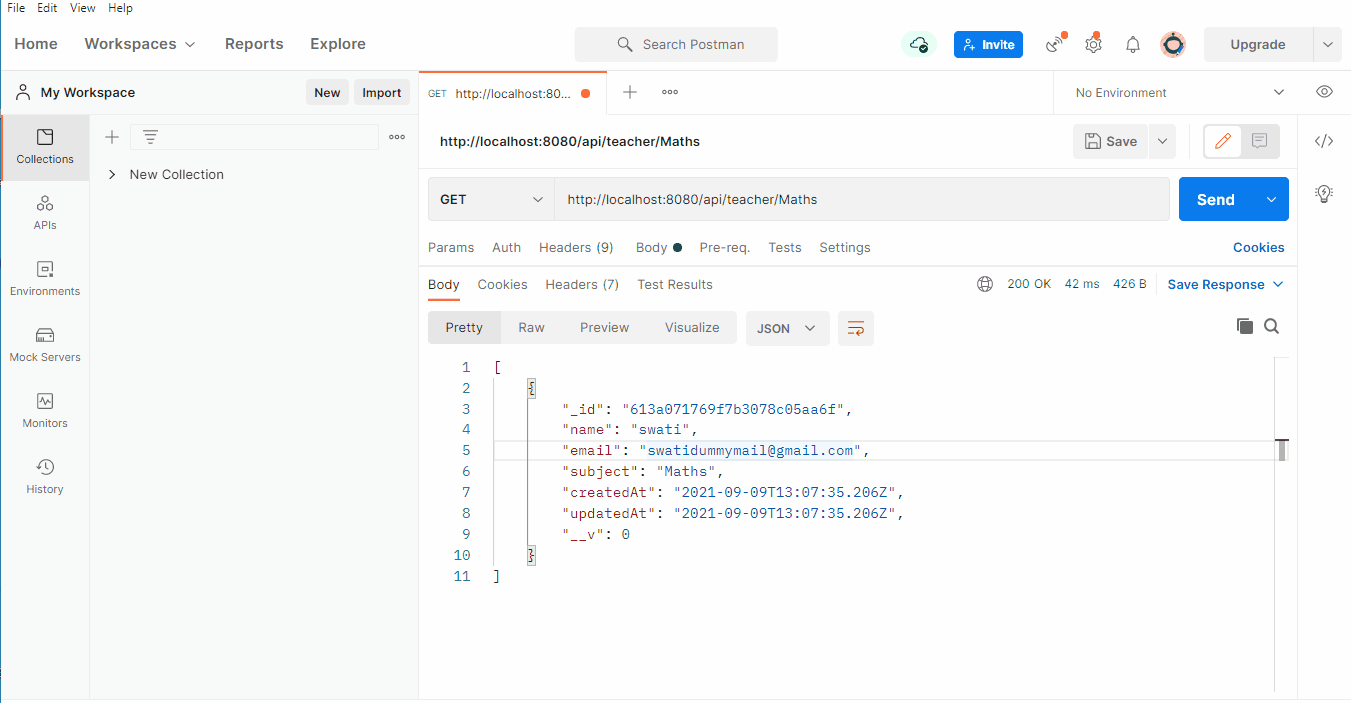 File Edit View Help
Home Workspaces Reports Explore Search Postman Invite Upgrade
My Workspace New Import GET http://localhost:80... No Environment
Collections
APIs
Environments
Mock Servers
Monitors
History
New Collection
http://localhost:8080/api/teacher/Maths Save
GET http://localhost:8080/api/teacher/Maths Send
Params Auth Headers (9) Body Pre-req. Tests Settings Cookies
Body Cookies Headers (7) Test Results 200 OK 42 ms 426 B Save Response
Pretty Raw Preview Visualize JSON
1 [
2 {
3 "_id": "613a071769f7b3078c05aa6f",
4 "name": "swati",
5 "email": "swatidummymail@gmail.com",
6 "subject": "Maths",
7 "createdAt": "2021-09-09T13:07:35.206Z",
8 "updatedAt": "2021-09-09T13:07:35.206Z",
9 "__v": 0
10 }
11 ]